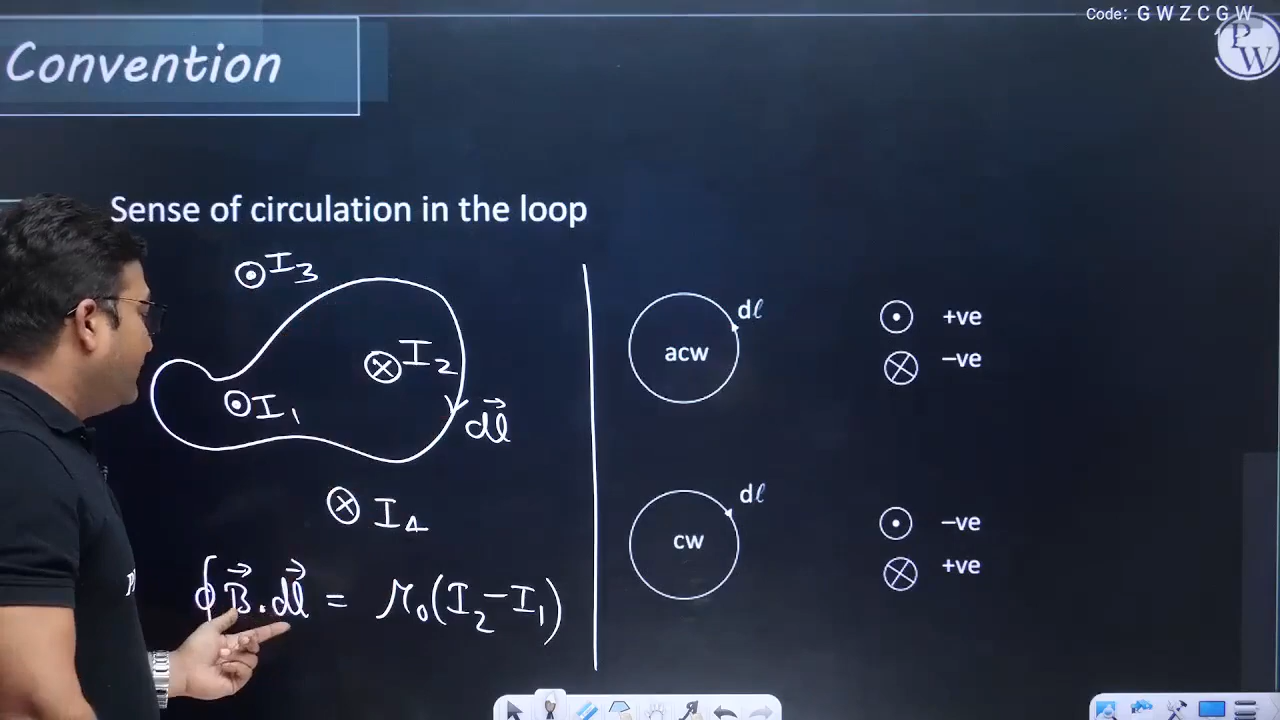 Code: G W Z C G W
PW
Convention
Sense of circulation in the loop
⊙ I₃
⊗ I₂
⊙ I₁
dl⃗
⊗ I₄
∮B⃗.dl⃗ = μ₀(I₂−I₁)
dℓ
acw
⊙ +ve
⊗ –ve
dℓ
cw
⊙ –ve
⊗ +ve
P